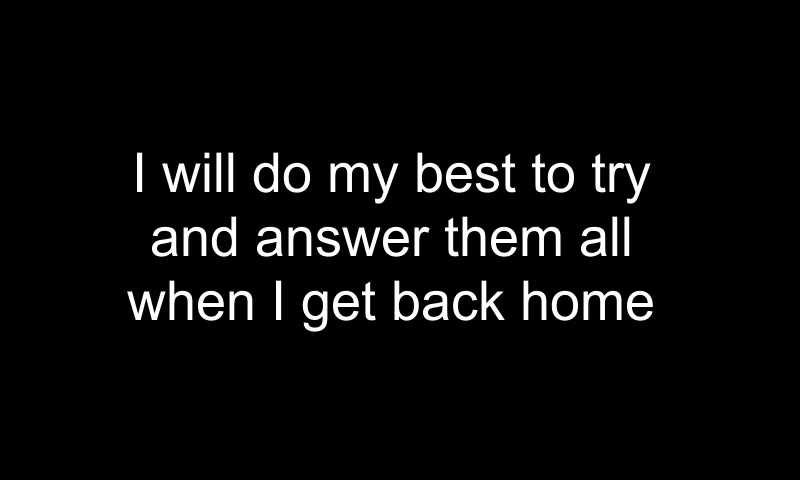 I will do my best to try
and answer them all
when I get back home